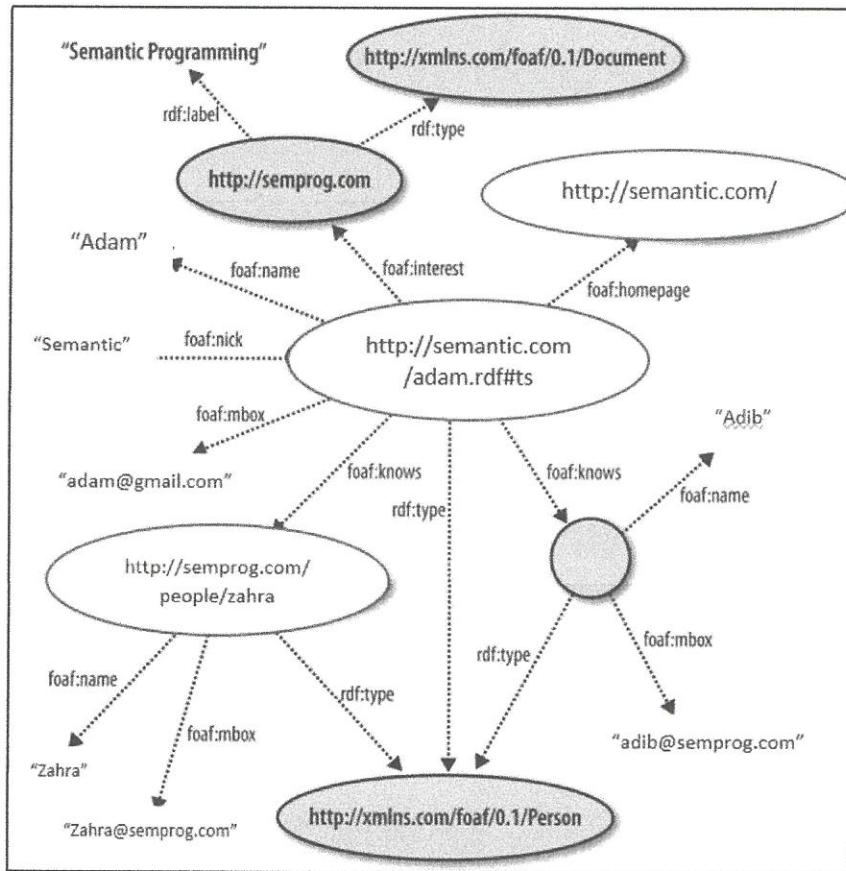 "Semantic Programming"
http://xmlns.com/foaf/0.1/Document
rdf:label
rdf:type
http://semprog.com
http://semantic.com/
"Adam"
foaf:name
foaf:interest
foaf:homepage
"Semantic"
foaf:nick
http://semantic.com
/adam.rdf#ts
foaf:mbox
"Adib"
"adam@gmail.com"
foaf:knows
foaf:knows
foaf:name
rdf:type
http://semprog.com/
people/zahra
foaf:name
rdf:type
rdf:type
foaf:mbox
foaf:mbox
"adib@semprog.com"
"Zahra"
http://xmlns.com/foaf/0.1/Person
"Zahra@semprog.com"